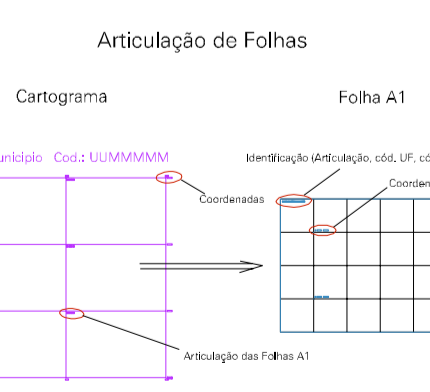 Articulação de Folhas
Cartograma
Folha A1
unicipio Cod.: UUMMMMM
Identificação (Articulação, cód. UF, có
Coorden
Coordenadas
Articulação das Folhas A1